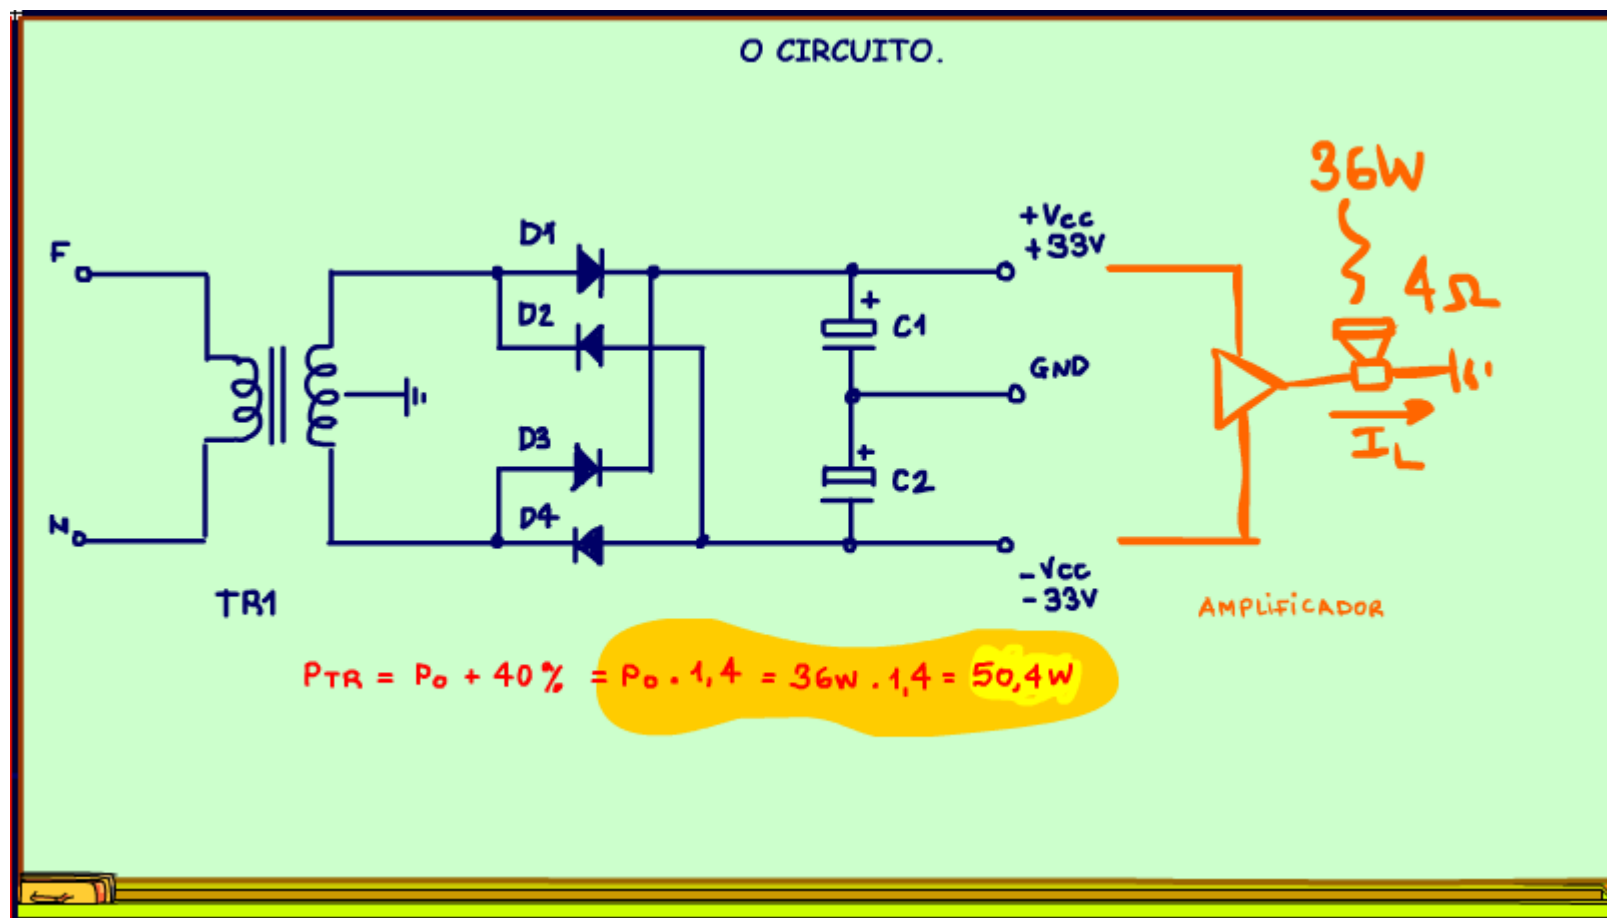 O CIRCUITO.
36W
+Vcc
+33V
F
D1
4Ω
D2
+
C1
GND
D3
+
C2
D4
IL
N
-Vcc
-33V
TR1
AMPLiFiCADOR
PTR = Po + 40% = Po . 1,4 = 36W . 1,4 = 50,4W